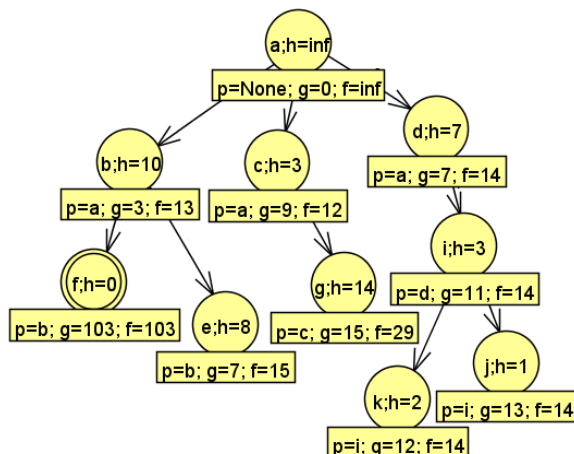 a;h=inf
p=None; g=0; f=inf
b;h=10
p=a; g=3; f=13
c;h=3
p=a; g=9; f=12
d;h=7
p=a; g=7; f=14
f;h=0
p=b; g=103; f=103
e;h=8
p=b; g=7; f=15
g;h=14
p=c; g=15; f=29
i;h=3
p=d; g=11; f=14
k;h=2
p=i; g=12; f=14
j;h=1
p=i; g=13; f=14